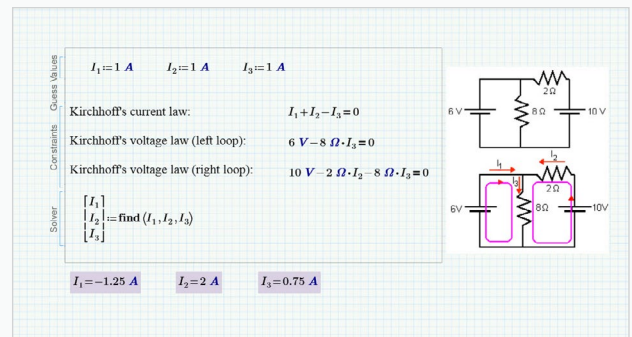 Guess Values
I₁:=1 A I₂:=1 A I₃:=1 A
Constraints
Kirchhoff's current law: I₁+I₂−I₃=0
Kirchhoff's voltage law (left loop): 6 V−8 Ω·I₃=0
Kirchhoff's voltage law (right loop): 10 V−2 Ω·I₂−8 Ω·I₃=0
Solver
[I₁]
[I₂]:=find (I₁,I₂,I₃)
[I₃]
I₁=−1.25 A I₂=2 A I₃=0.75 A
2Ω
6 V 8Ω 10 V
I₁ I₂
I₃ 2Ω
6V 8Ω 10V